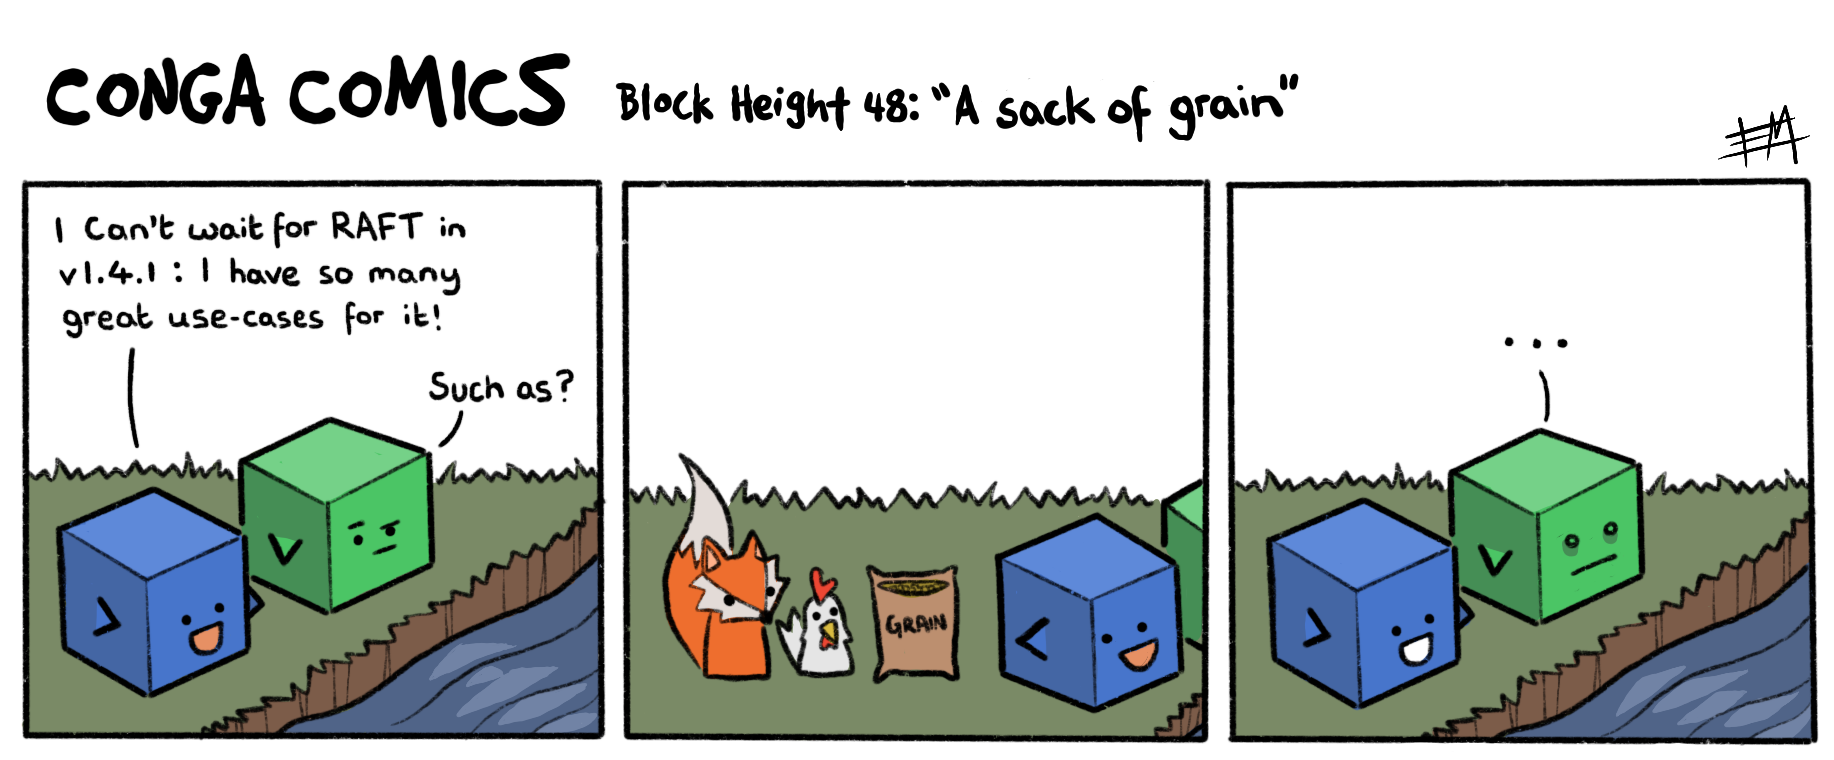 CONGA COMICS Block Height 48: "A sack of grain"
EM
I Can't wait for RAFT in
v1.4.1 : I have so many
great use-cases for it!
Such as?
GRAIN
...